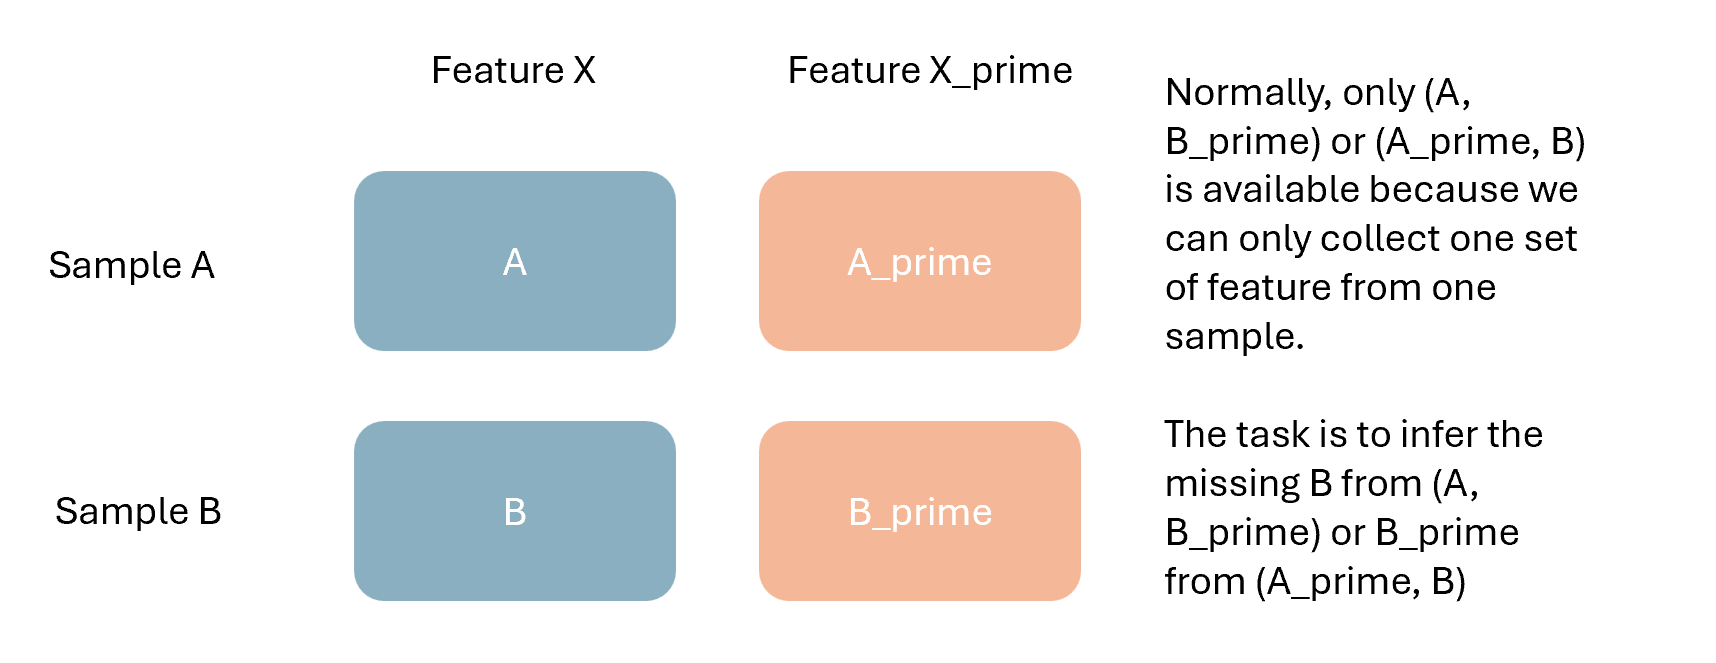 Feature X
Feature X_prime
Normally, only (A,
B_prime) or (A_prime, B)
is available because we
can only collect one set
of feature from one
sample.
Sample A
A
A_prime
The task is to infer the
missing B from (A,
B_prime) or B_prime
from (A_prime, B)
Sample B
B
B_prime